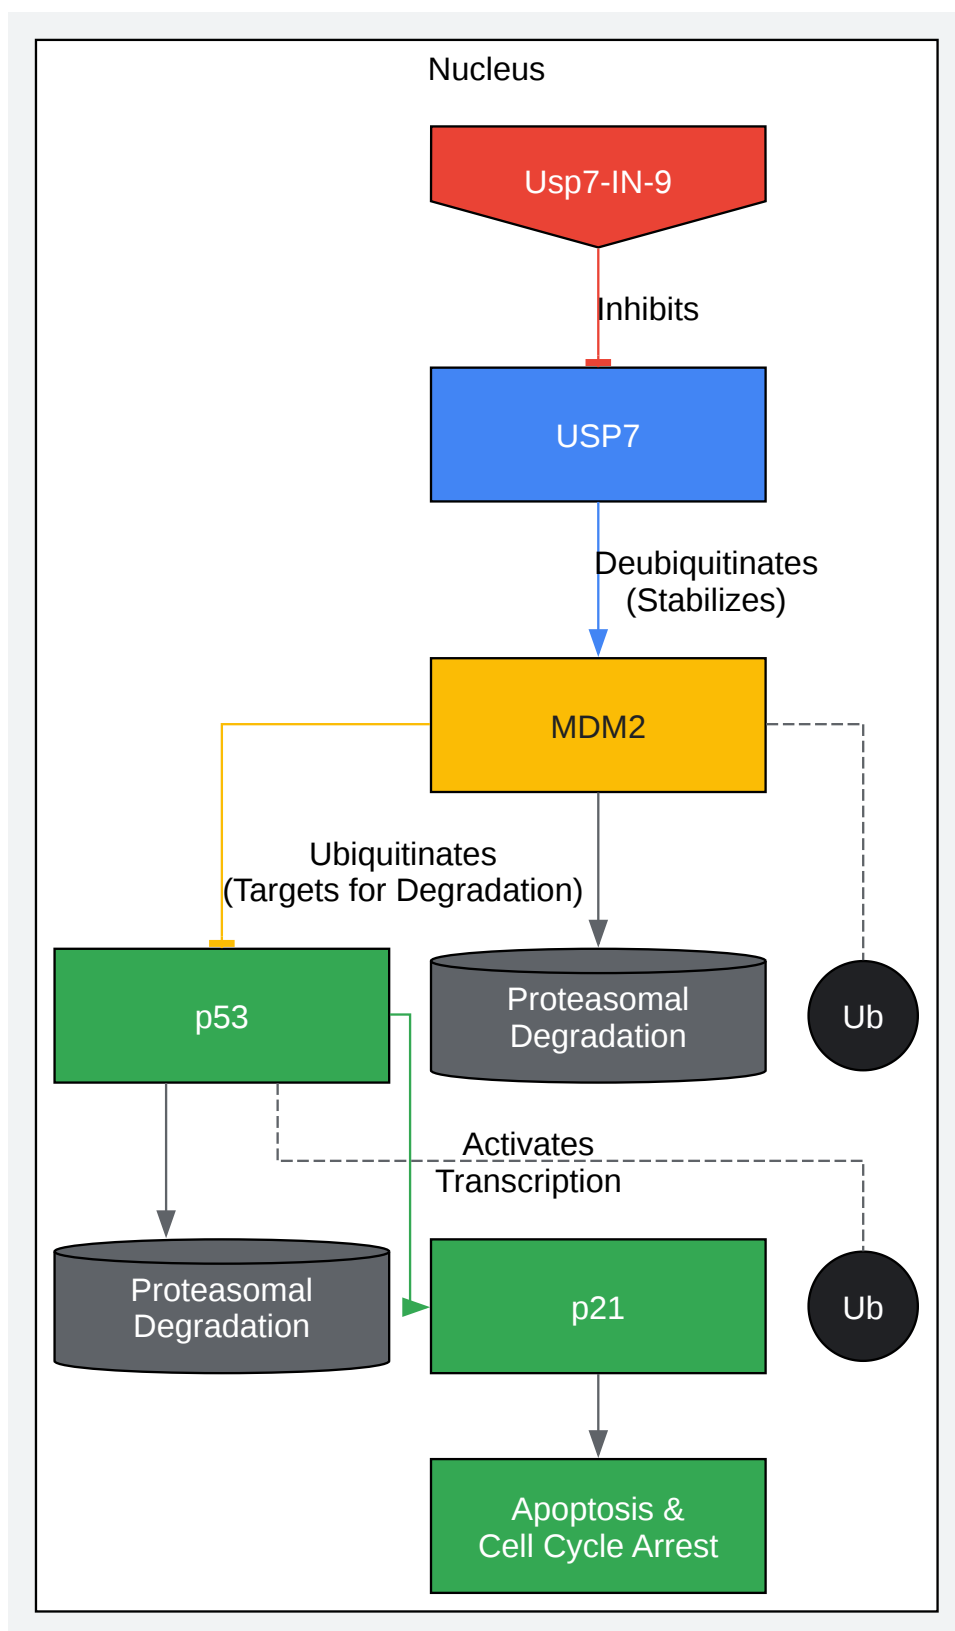 Nucleus
Usp7-IN-9
Inhibits
USP7
Deubiquitinates
(Stabilizes)
MDM2
Ubiquitinates
(Targets for Degradation)
p53
Proteasomal
Degradation
Ub
Activates
Transcription
Proteasomal
Degradation
p21
Ub
Apoptosis &
Cell Cycle Arrest